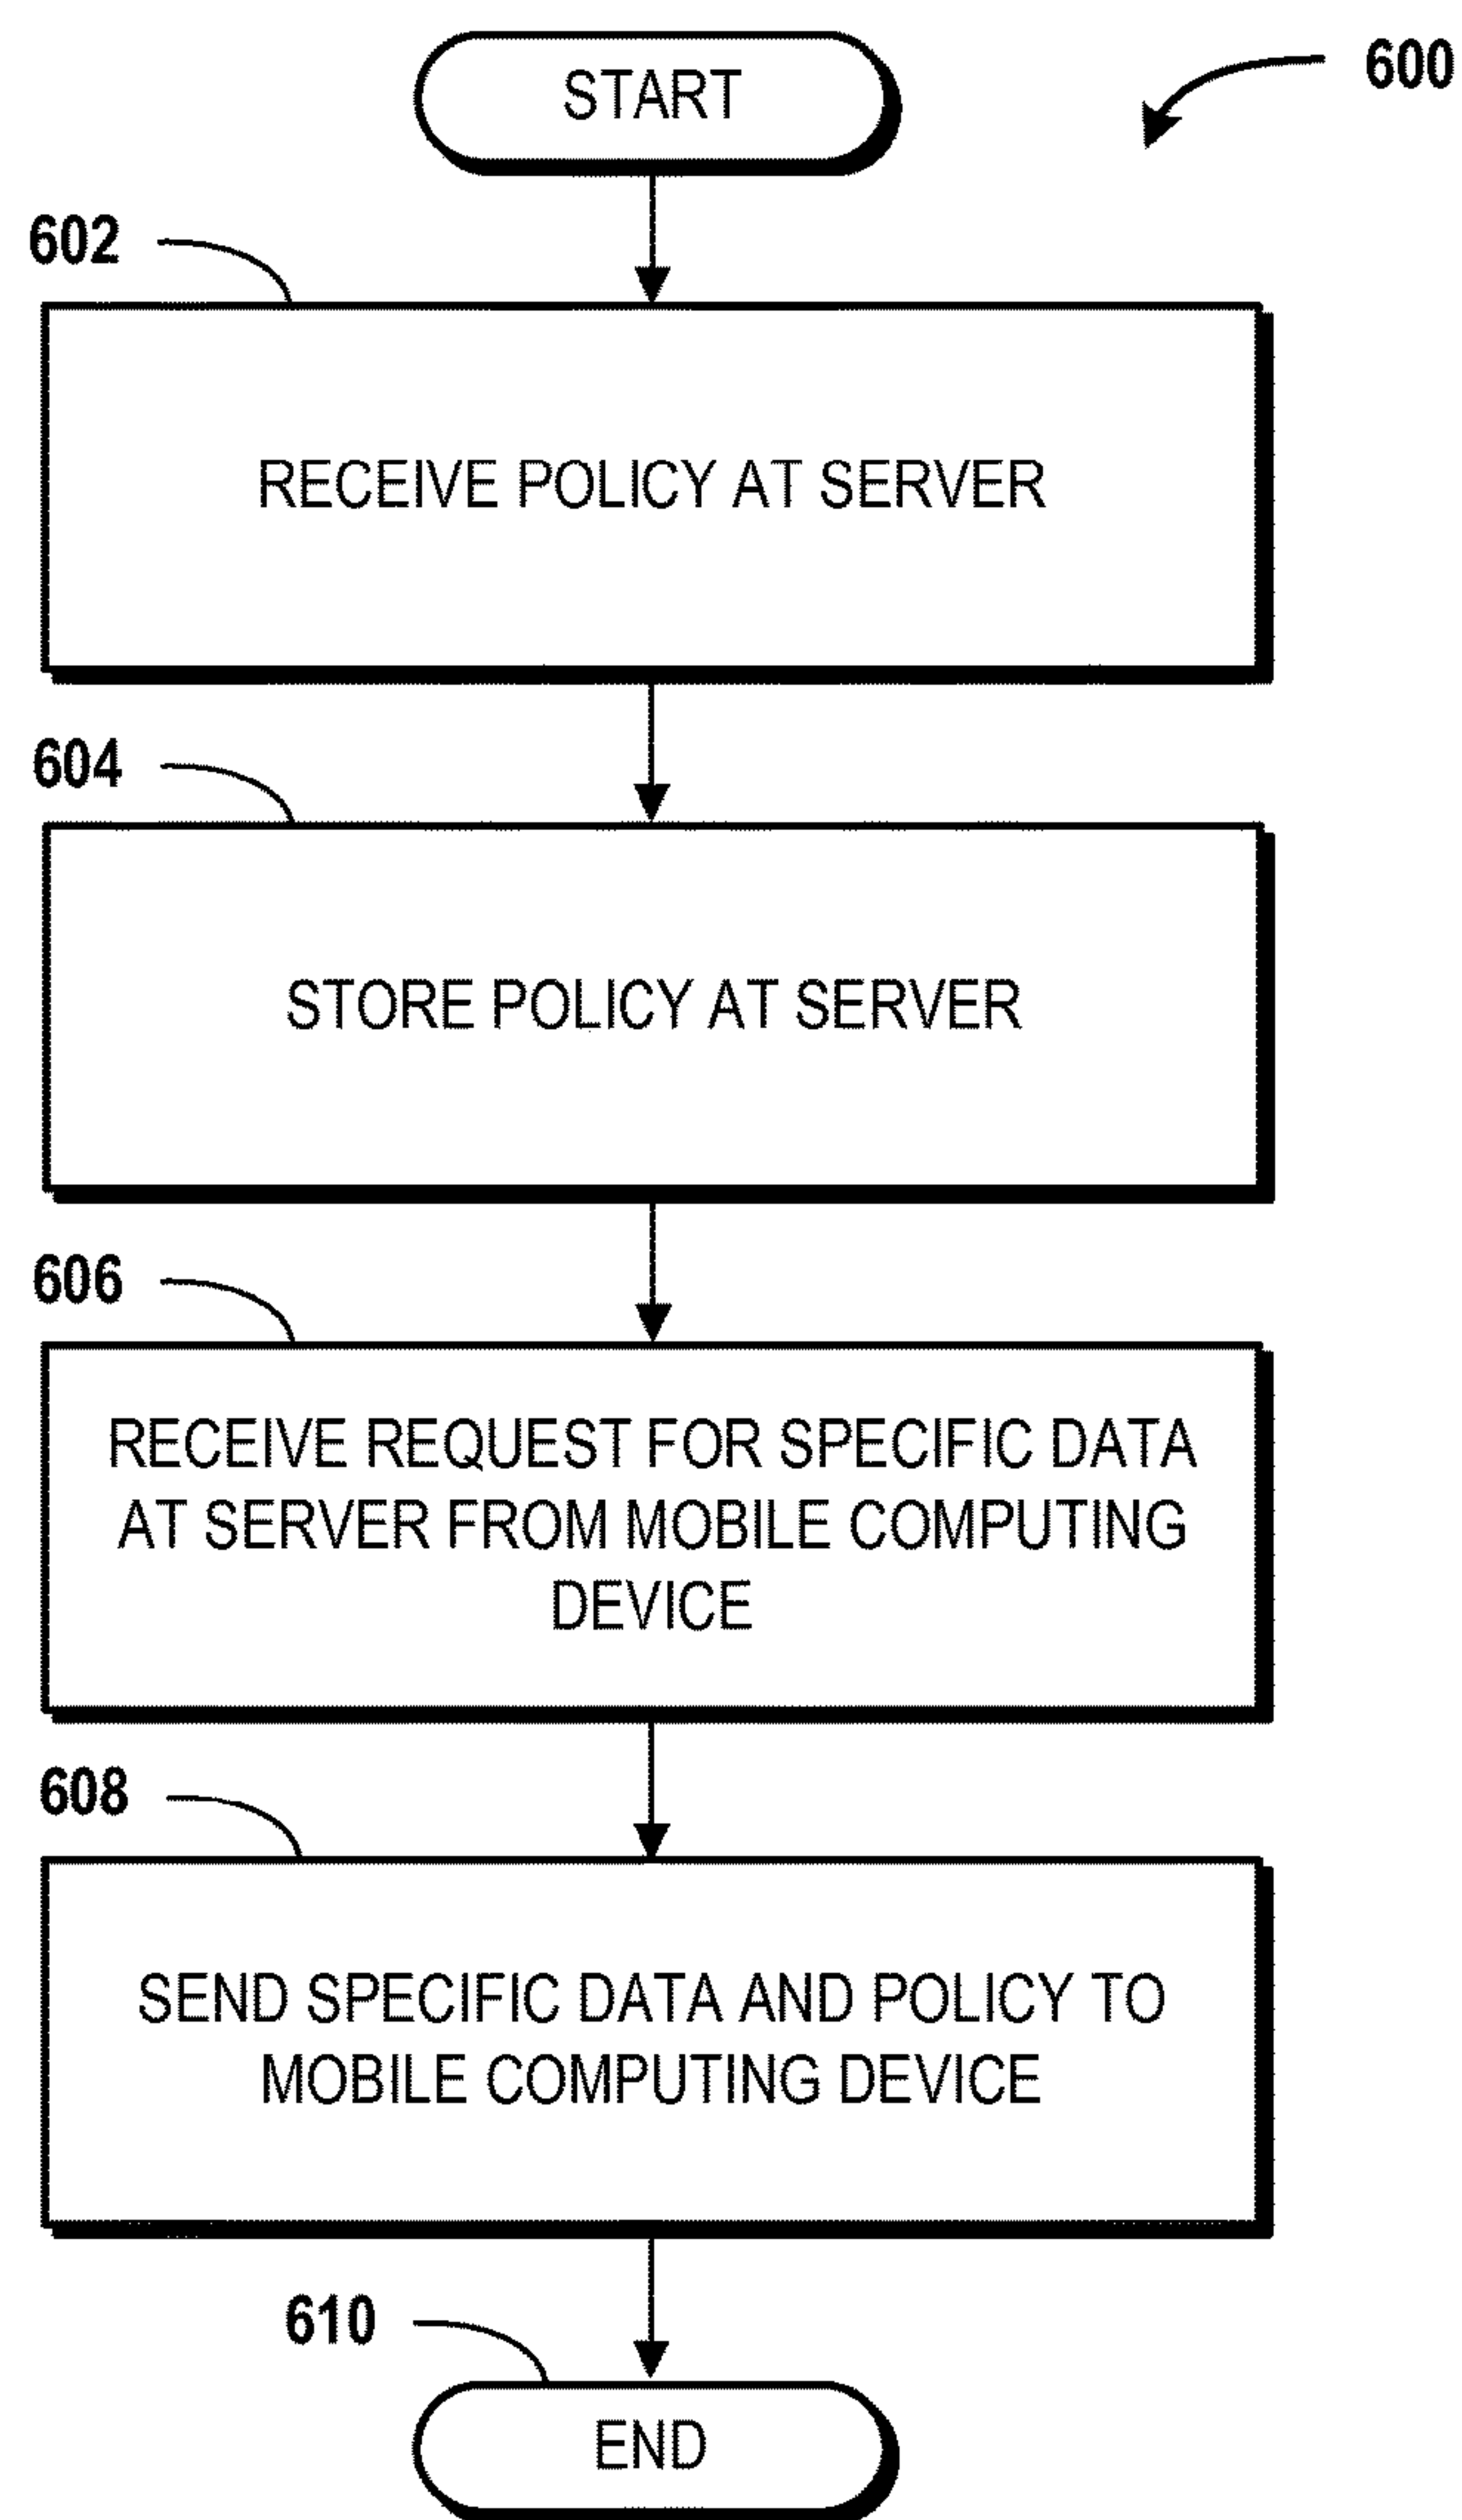 START
600
602
RECEIVE POLICY AT SERVER
604
STORE POLICY AT SERVER
606
RECEIVE REQUEST FOR SPECIFIC DATA
AT SERVER FROM MOBILE COMPUTING
DEVICE
608
SEND SPECIFIC DATA AND POLICY TO
MOBILE COMPUTING DEVICE
610
END